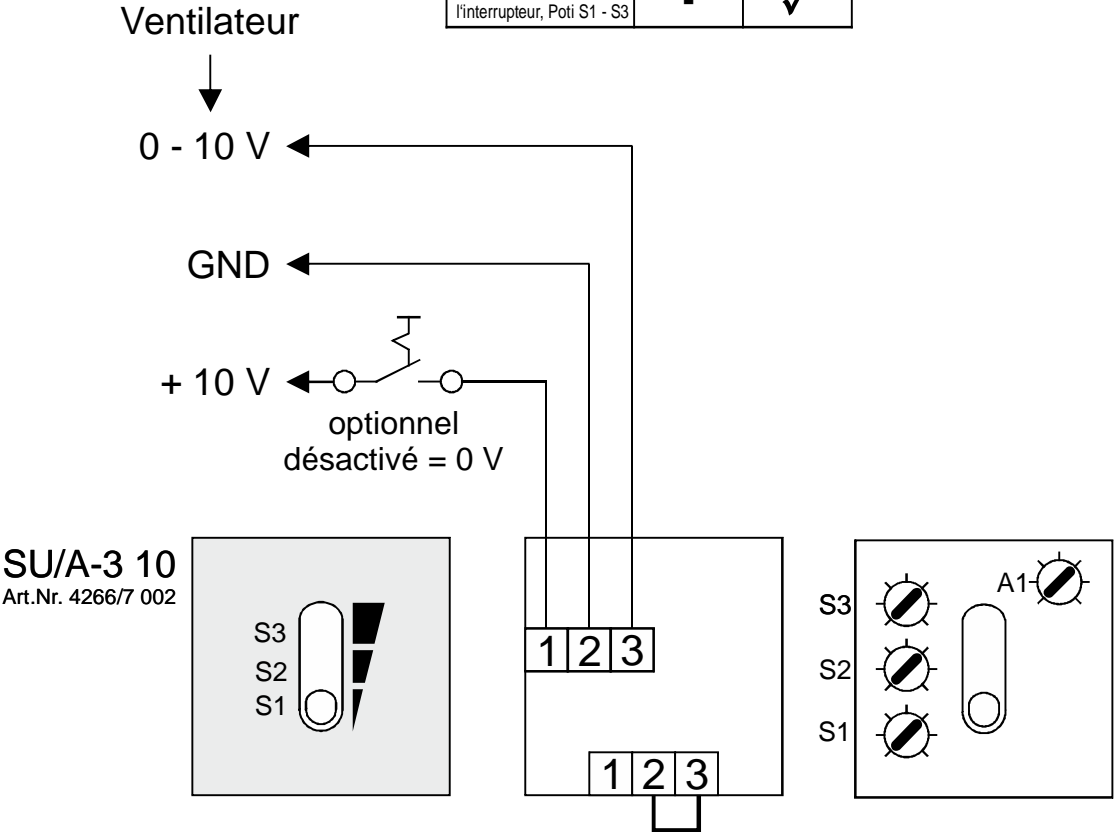 l'interrupteur, Poti S1 - S3 - √
Ventilateur
0 - 10 V
GND
+ 10 V
optionnel
désactivé = 0 V
SU/A-3 10
Art.Nr. 4266/7 002
S3
S2
S1
1 2 3
1 2 3
A1
S3
S2
S1